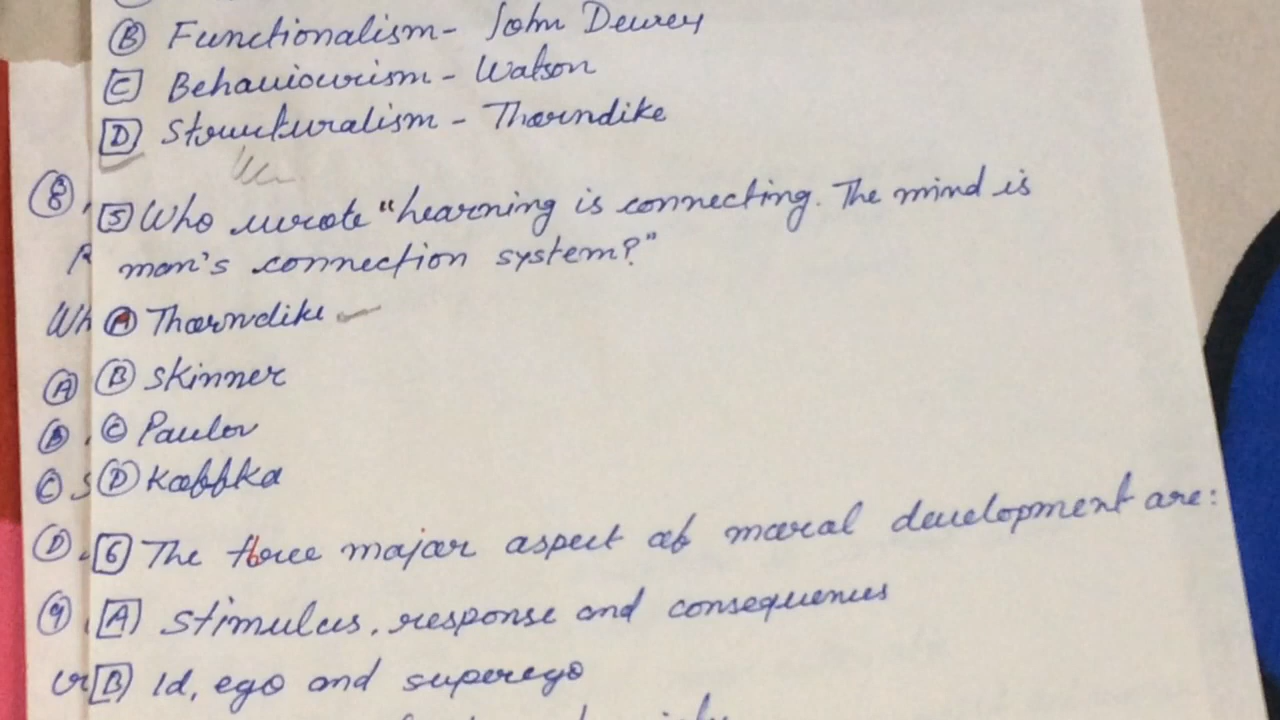 B Functionalism - John Dewey
C Behaviourism - Watson
D Structuralism - Thorndike
8.
5 Who wrote "Learning is connecting. The mind is
man's connection system?"
Wh
A Thorndike
A
B Skinner
B.
C Pavlov
C S
D Koffka
D.
6 The three major aspect of moral development are:
9
A Stimulus, response and consequences
B Id, ego and superego